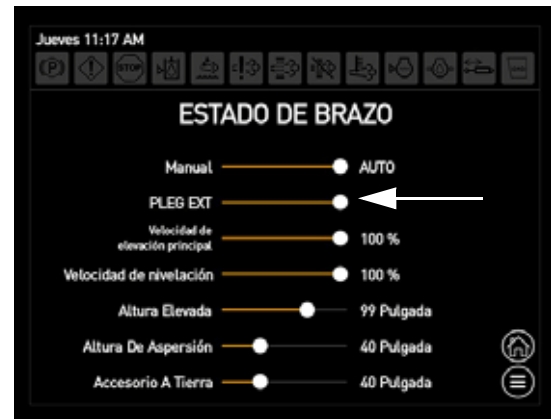 Jueves 11:17 AM
(P) STOP
ESTADO DE BRAZO
Manual AUTO
PLEG EXT
Velocidad de
elevación principal 100 %
Velocidad de nivelación 100 %
Altura Elevada 99 Pulgada
Altura De Aspersión 40 Pulgada
Accesorio A Tierra 40 Pulgada